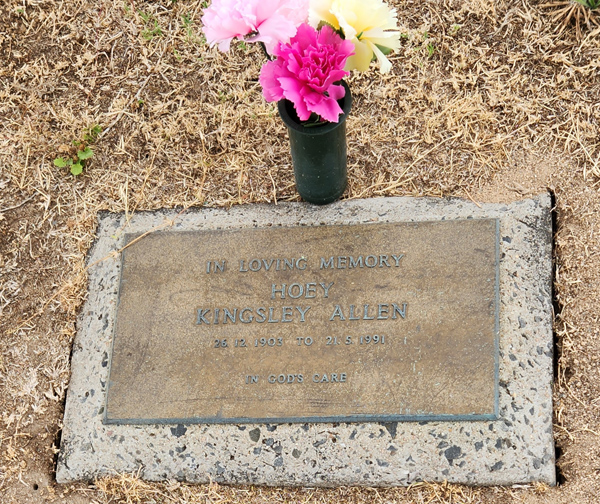 IN LOVING MEMORY
HOEY
KINGSLEY ALLEN
26.12.1903 TO 21.5.1991
IN GOD'S CARE